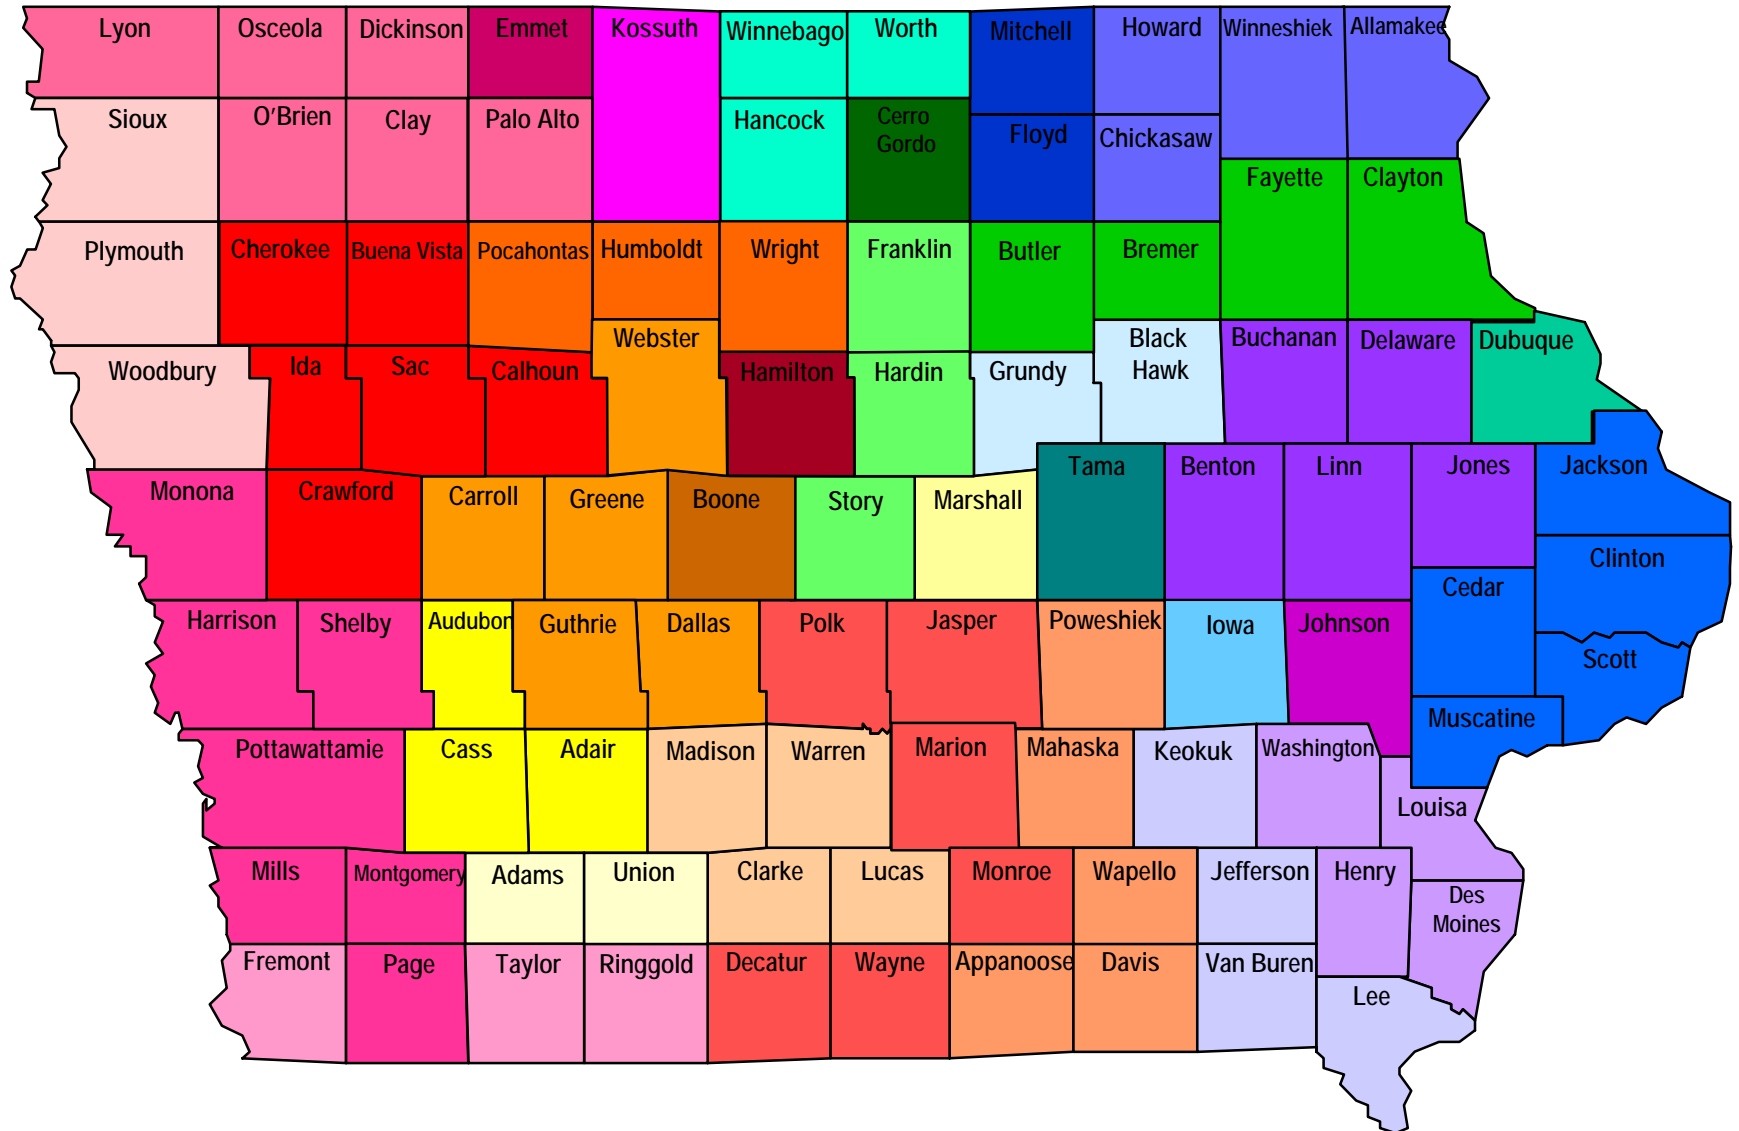 Lyon
Osceola
Dickinson
Emmet
Kossuth
Winnebago
Worth
Mitchell
Howard
Winneshiek
Allamakee
Sioux
O'Brien
Clay
Palo Alto
Hancock
Cerro
Gordo
Floyd
Chickasaw
Fayette
Clayton
Plymouth
Cherokee
Buena Vista
Pocahontas
Humboldt
Wright
Franklin
Butler
Bremer
Woodbury
Ida
Sac
Calhoun
Webster
Hamilton
Hardin
Grundy
Black
Hawk
Buchanan
Delaware
Dubuque
Monona
Crawford
Carroll
Greene
Boone
Story
Marshall
Tama
Benton
Linn
Jones
Jackson
Clinton
Cedar
Harrison
Shelby
Audubon
Guthrie
Dallas
Polk
Jasper
Poweshiek
Iowa
Johnson
Scott
Muscatine
Pottawattamie
Cass
Adair
Madison
Warren
Marion
Mahaska
Keokuk
Washington
Louisa
Mills
Montgomery
Adams
Union
Clarke
Lucas
Monroe
Wapello
Jefferson
Henry
Des
Moines
Fremont
Page
Taylor
Ringgold
Decatur
Wayne
Appanoose
Davis
Van Buren
Lee